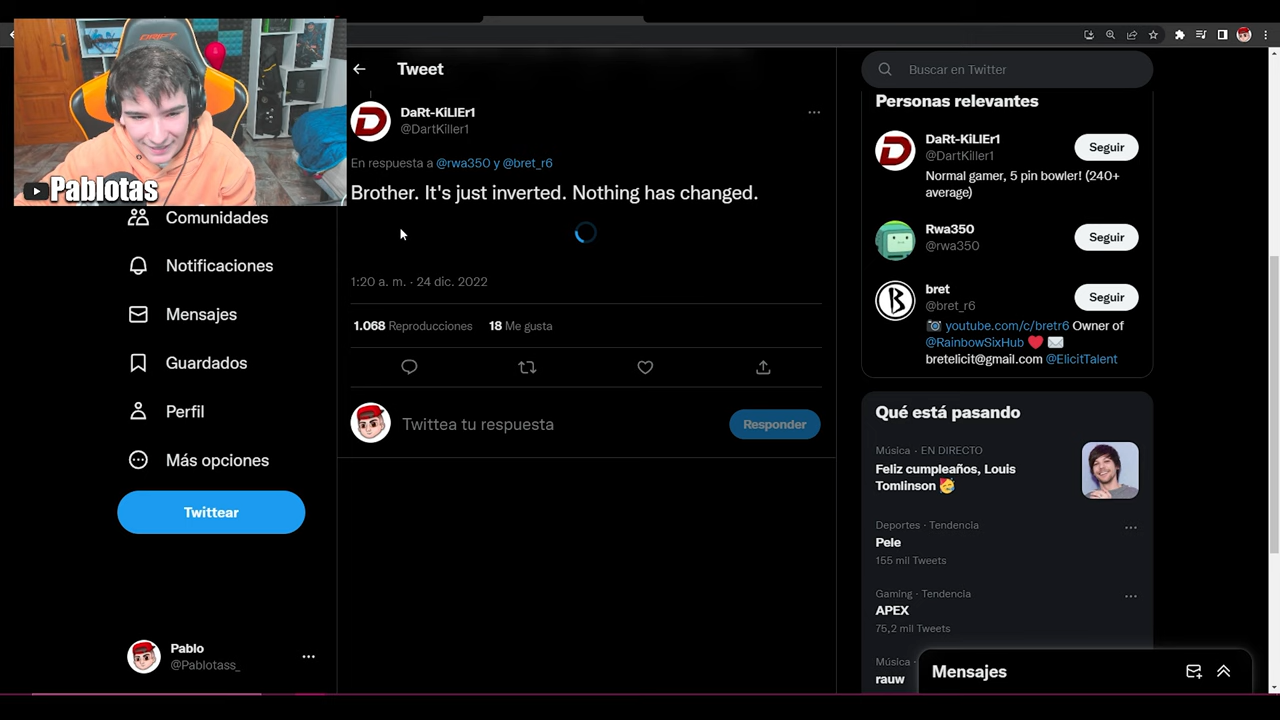 Pablotas
Comunidades
Notificaciones
Mensajes
Guardados
Perfil
Más opciones
Twittear
Pablo
@Pablotass_
Tweet
DaRt-KiLlEr1
@DartKiller1
En respuesta a @rwa350 y @bret_r6
Brother. It's just inverted. Nothing has changed.
1:20 a. m. · 24 dic. 2022
1.068 Reproducciones 18 Me gusta
Twittea tu respuesta
Responder
Buscar en Twitter
Personas relevantes
DaRt-KiLlEr1
@DartKiller1
Seguir
Normal gamer, 5 pin bowler! (240+
average)
Rwa350
@rwa350
Seguir
bret
@bret_r6
Seguir
youtube.com/c/bretr6 Owner of
@RainbowSixHub
bretelicit@gmail.com @ElicitTalent
Qué está pasando
Música · EN DIRECTO
Feliz cumpleaños, Louis
Tomlinson
Deportes · Tendencia
Pele
155 mil Tweets
Gaming · Tendencia
APEX
75,2 mil Tweets
Música ·
rauw
Mensajes